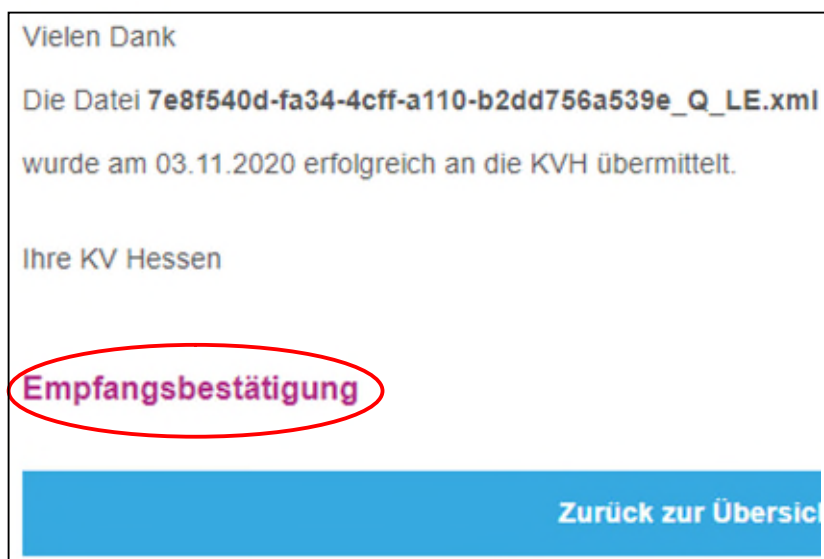 Vielen Dank
Die Datei 7e8f540d-fa34-4cff-a110-b2dd756a539e_Q_LE.xml
wurde am 03.11.2020 erfolgreich an die KVH übermittelt.
Ihre KV Hessen
Empfangsbestätigung
Zurück zur